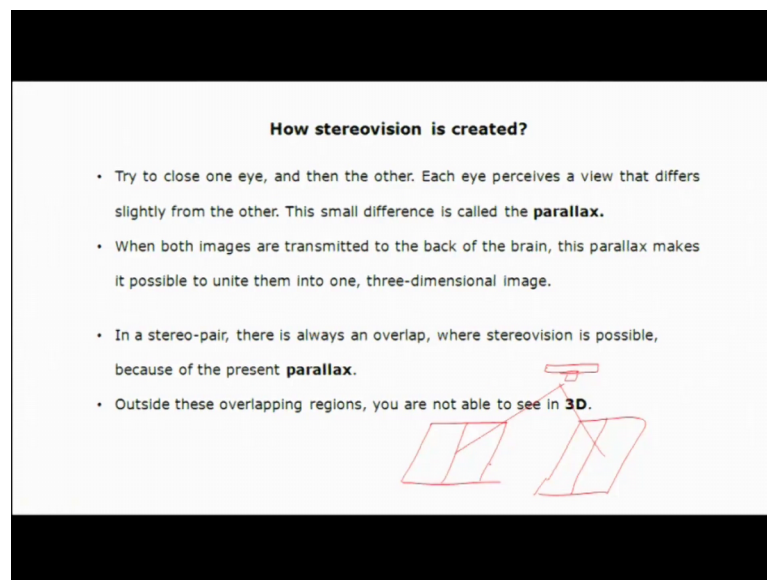 How stereovision is created?
• Try to close one eye, and then the other. Each eye perceives a view that differs
slightly from the other. This small difference is called the parallax.
• When both images are transmitted to the back of the brain, this parallax makes
it possible to unite them into one, three-dimensional image.
• In a stereo-pair, there is always an overlap, where stereovision is possible,
because of the present parallax.
• Outside these overlapping regions, you are not able to see in 3D.